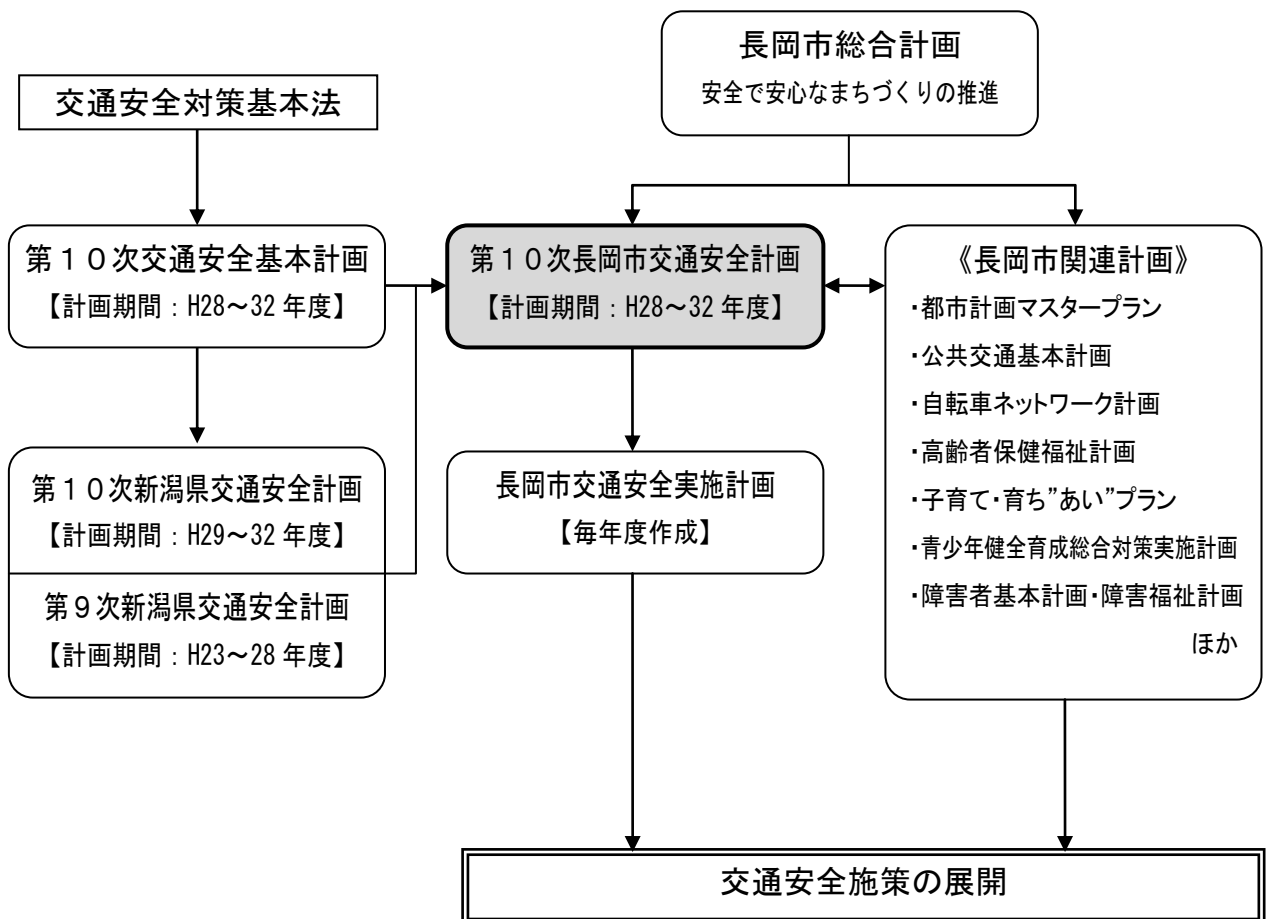 長岡市総合計画
安全で安心なまちづくりの推進
交通安全対策基本法
第10次交通安全基本計画
【計画期間：H28～32年度】
第10次新潟県交通安全計画
【計画期間：H29～32年度】
第9次新潟県交通安全計画
【計画期間：H23～28年度】
第10次長岡市交通安全計画
【計画期間：H28～32年度】
長岡市交通安全実施計画
【毎年度作成】
《長岡市関連計画》
・都市計画マスタープラン
・公共交通基本計画
・自転車ネットワーク計画
・高齢者保健福祉計画
・子育て・育ち”あい”プラン
・青少年健全育成総合対策実施計画
・障害者基本計画・障害福祉計画
ほか
交通安全施策の展開